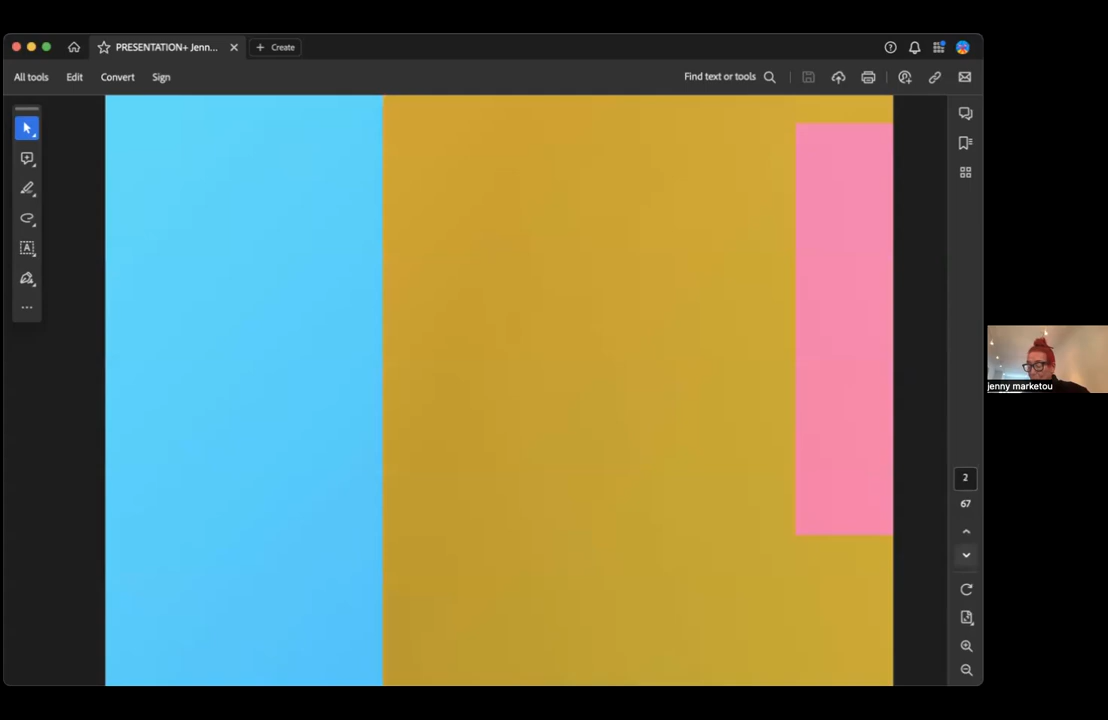 PRESENTATION+ Jenn...
Create
All tools
Edit
Convert
Sign
Find text or tools
2
67
jenny marketou